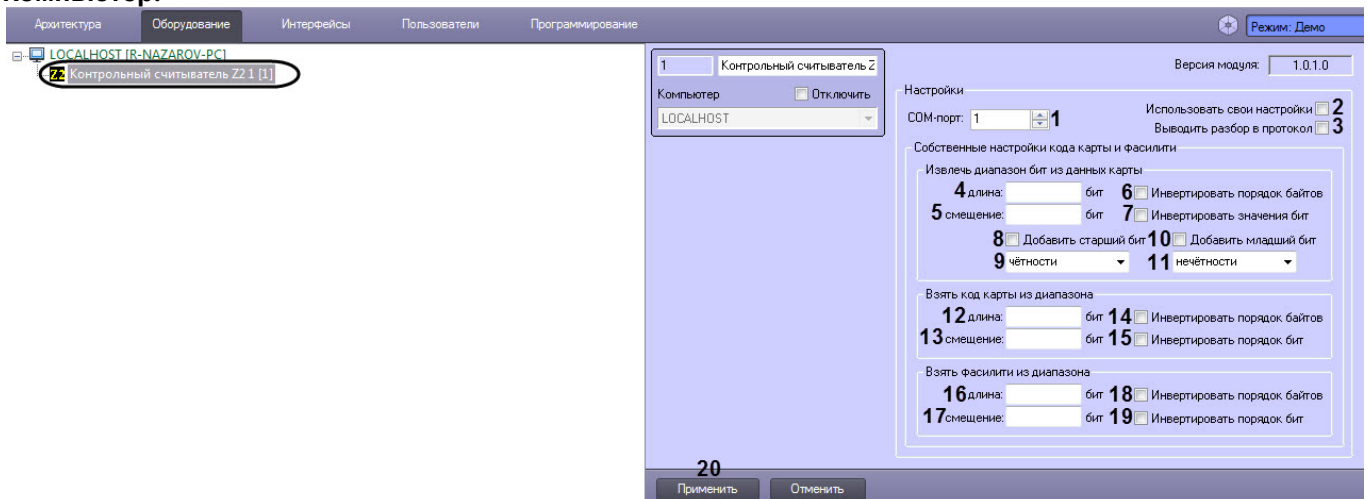 Компьютер.
Архитектура Оборудование Интерфейсы Пользователи Программирование Режим: Демо
LOCALHOST [R-NAZAROV-PC]
Z2 Контрольный считыватель Z2 1 [1]
1 Контрольный считыватель Z
Компьютер Отключить
LOCALHOST
Версия модуля: 1.0.1.0
Настройки
COM-порт: 1 1
Использовать свои настройки 2
Выводить разбор в протокол 3
Собственные настройки кода карты и фасилити
Извлечь диапазон бит из данных карты
4 длина: бит 6 Инвертировать порядок байтов
5 смещение: бит 7 Инвертировать значения бит
8 Добавить старший бит 10 Добавить младший бит
9 чётности 11 нечётности
Взять код карты из диапазона
12 длина: бит 14 Инвертировать порядок байтов
13 смещение: бит 15 Инвертировать порядок бит
Взять фасилити из диапазона
16 длина: бит 18 Инвертировать порядок байтов
17 смещение: бит 19 Инвертировать порядок бит
20
Применить Отменить